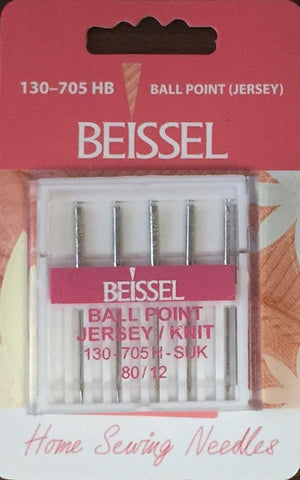 130-705 HB BALL POINT (JERSEY)
BEISSEL
BEISSEL
BALL POINT
JERSEY/KNIT
130-705H-SUK
80/12
Home Sewing Needles